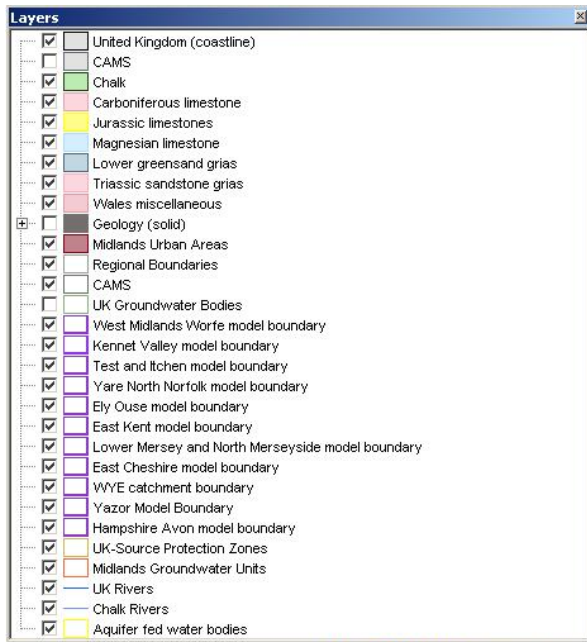 Layers
United Kingdom (coastline)
CAMS
Chalk
Carboniferous limestone
Jurassic limestones
Magnesian limestone
Lower greensand grias
Triassic sandstone grias
Wales miscellaneous
Geology (solid)
Midlands Urban Areas
Regional Boundaries
CAMS
UK Groundwater Bodies
West Midlands Worfe model boundary
Kennet Valley model boundary
Test and Itchen model boundary
Yare North Norfolk model boundary
Ely Ouse model boundary
East Kent model boundary
Lower Mersey and North Merseyside model boundary
East Cheshire model boundary
WYE catchment boundary
Yazor Model Boundary
Hampshire Avon model boundary
UK-Source Protection Zones
Midlands Groundwater Units
UK Rivers
Chalk Rivers
Aquifer fed water bodies